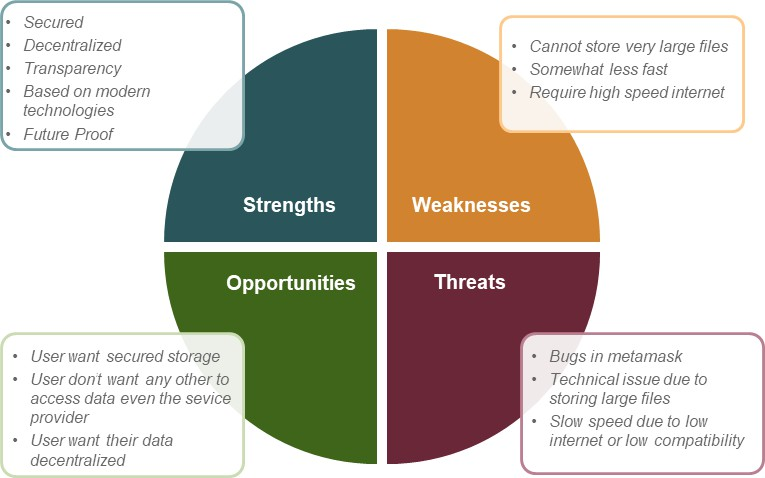 • Secured
• Decentralized
• Transparency
• Based on modern
technologies
• Future Proof
• Cannot store very large files
• Somewhat less fast
• Require high speed internet
Strengths
Weaknesses
Opportunities
Threats
• User want secured storage
• User don't want any other to
access data even the sevice
provider
• User want their data
decentralized
• Bugs in metamask
• Technical issue due to
storing large files
• Slow speed due to low
internet or low compatibility